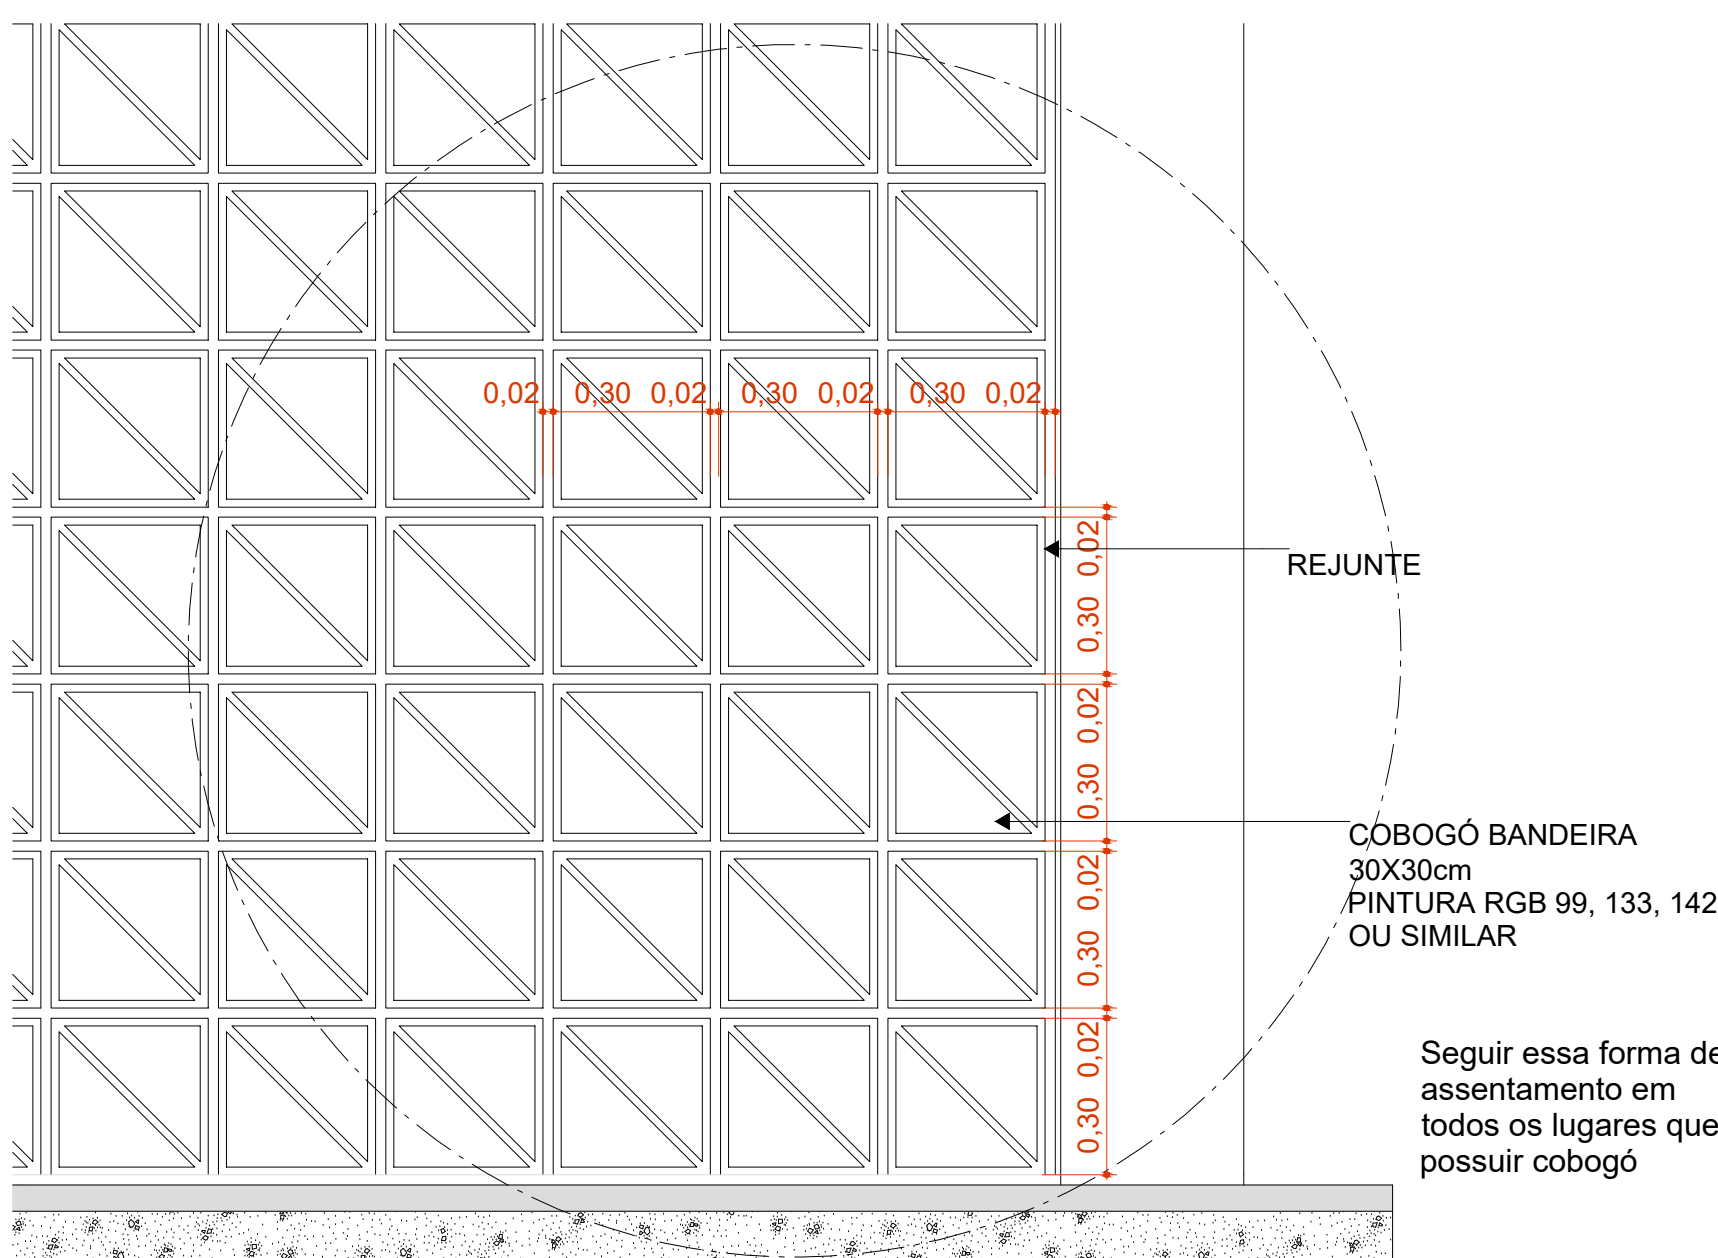 0,02 0,30 0,02 0,30 0,02 0,30 0,02
0,02
REJUNTE
0,30
0,02
0,30
COBOGÓ BANDEIRA
30X30cm
PINTURA RGB 99, 133, 142
OU SIMILAR
0,02
0,30
0,02
0,30
Seguir essa forma de
assentamento em
todos os lugares que
possuir cobogó